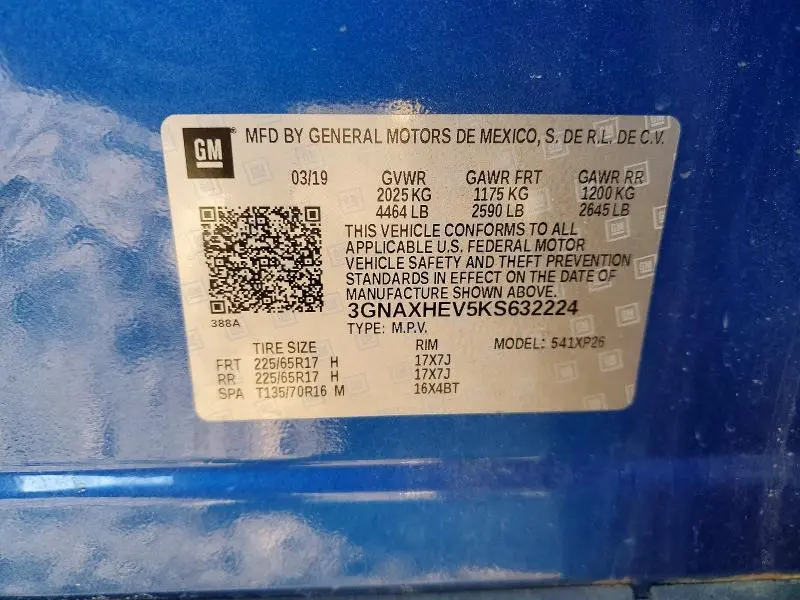 GM® MFD BY GENERAL MOTORS DE MEXICO, S. DE R.L. DE C.V.
03/19 GVWR GAWR FRT GAWR RR
2025 KG 1175 KG 1200 KG
4464 LB 2590 LB 2645 LB
THIS VEHICLE CONFORMS TO ALL
APPLICABLE U.S. FEDERAL MOTOR
VEHICLE SAFETY AND THEFT PREVENTION
STANDARDS IN EFFECT ON THE DATE OF
MANUFACTURE SHOWN ABOVE.
388A
3GNAXHEV5KS632224
TYPE: M.P.V.
TIRE SIZE RIM MODEL: 541XP26
FRT 225/65R17 H 17X7J
RR 225/65R17 H 17X7J
SPA T135/70R16 M 16X4BT